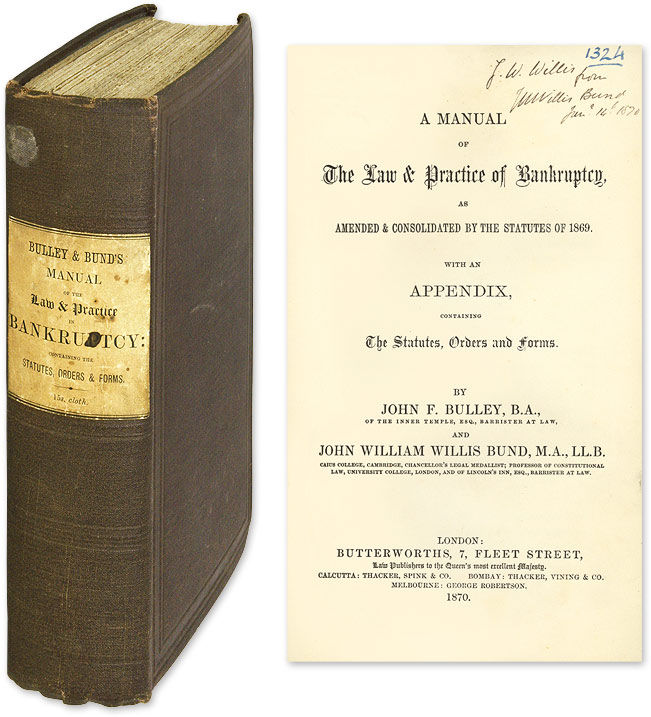 BULLEY & BUND'S
MANUAL
OF THE
Law & Practice
IN
BANKRUPTCY:
CONTAINING THE
STATUTES, ORDERS & FORMS.
15s. cloth.
1324
J. W. Willis
from
JWWillis Bund
Jan. 12th 1870
A MANUAL
OF
The Law & Practice of Bankruptcy,
AS
AMENDED & CONSOLIDATED BY THE STATUTES OF 1869.
WITH AN
APPENDIX,
CONTAINING
The Statutes, Orders and Forms.
BY
JOHN F. BULLEY, B.A.,
OF THE INNER TEMPLE, ESQ., BARRISTER AT LAW,
AND
JOHN WILLIAM WILLIS BUND, M.A., LL.B.
CAIUS COLLEGE, CAMBRIDGE, CHANCELLOR'S LEGAL MEDALLIST; PROFESSOR OF CONSTITUTIONAL
LAW, UNIVERSITY COLLEGE, LONDON, AND OF LINCOLN'S INN, ESQ., BARRISTER AT LAW.
LONDON:
BUTTERWORTHS, 7, FLEET STREET,
Law Publishers to the Queen's most excellent Majesty.
CALCUTTA: THACKER, SPINK & CO. BOMBAY: THACKER, VINING & CO.
MELBOURNE: GEORGE ROBERTSON.
1870.